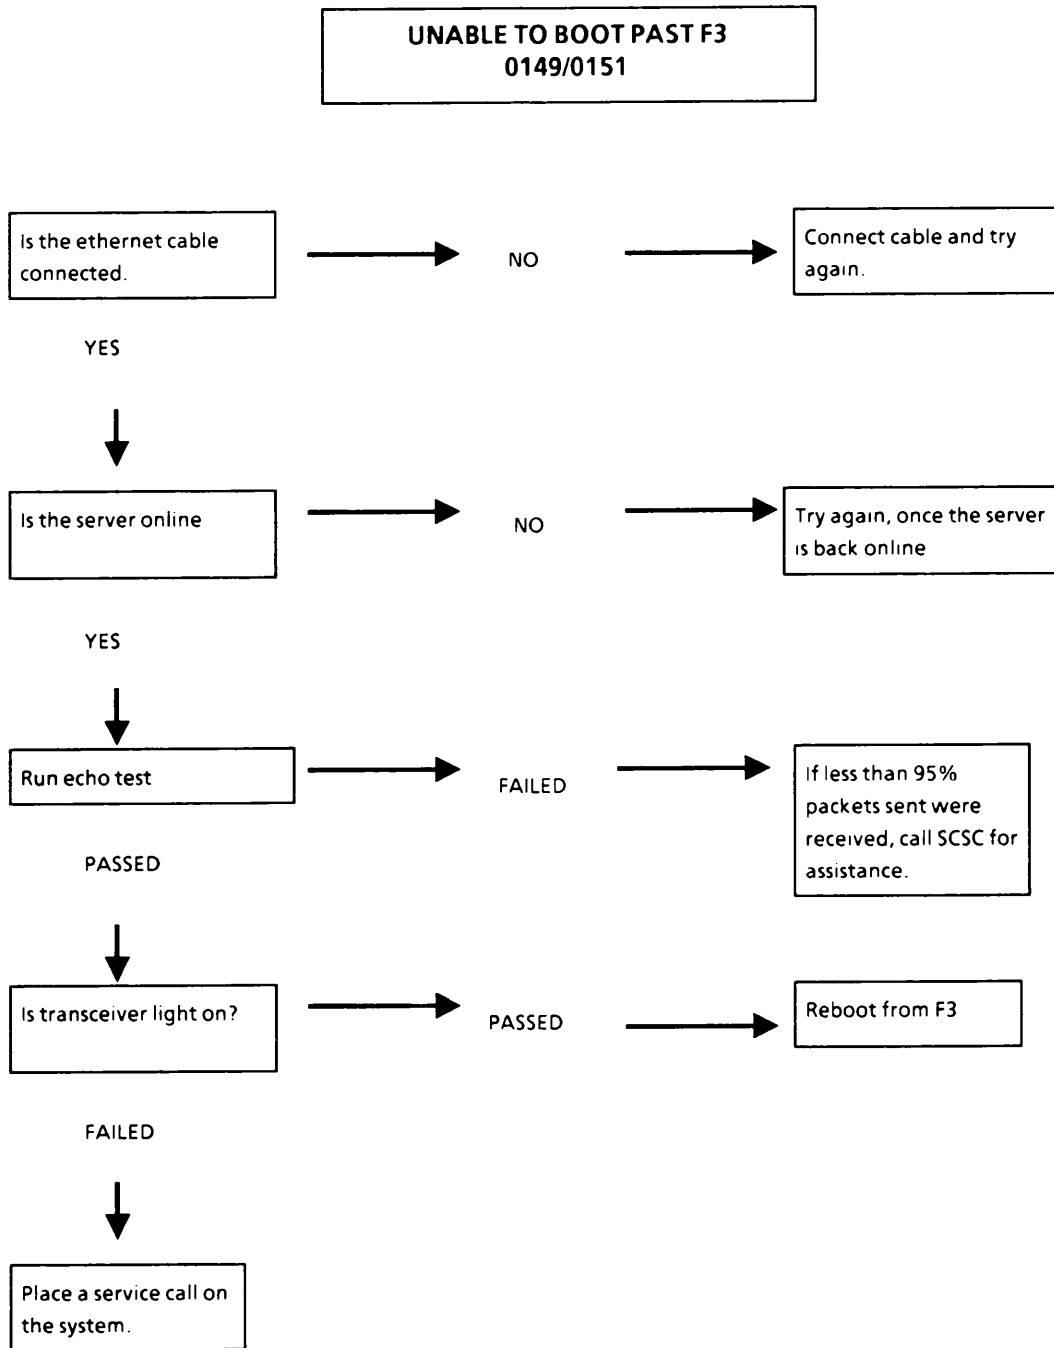 UNABLE TO BOOT PAST F3
0149/0151
Is the ethernet cable
connected.
NO
Connect cable and try
again.
YES
Is the server online
NO
Try again, once the server
is back online
YES
Run echo test
FAILED
If less than 95%
packets sent were
received, call SCSC for
assistance.
PASSED
Is transceiver light on?
PASSED
Reboot from F3
FAILED
Place a service call on
the system.